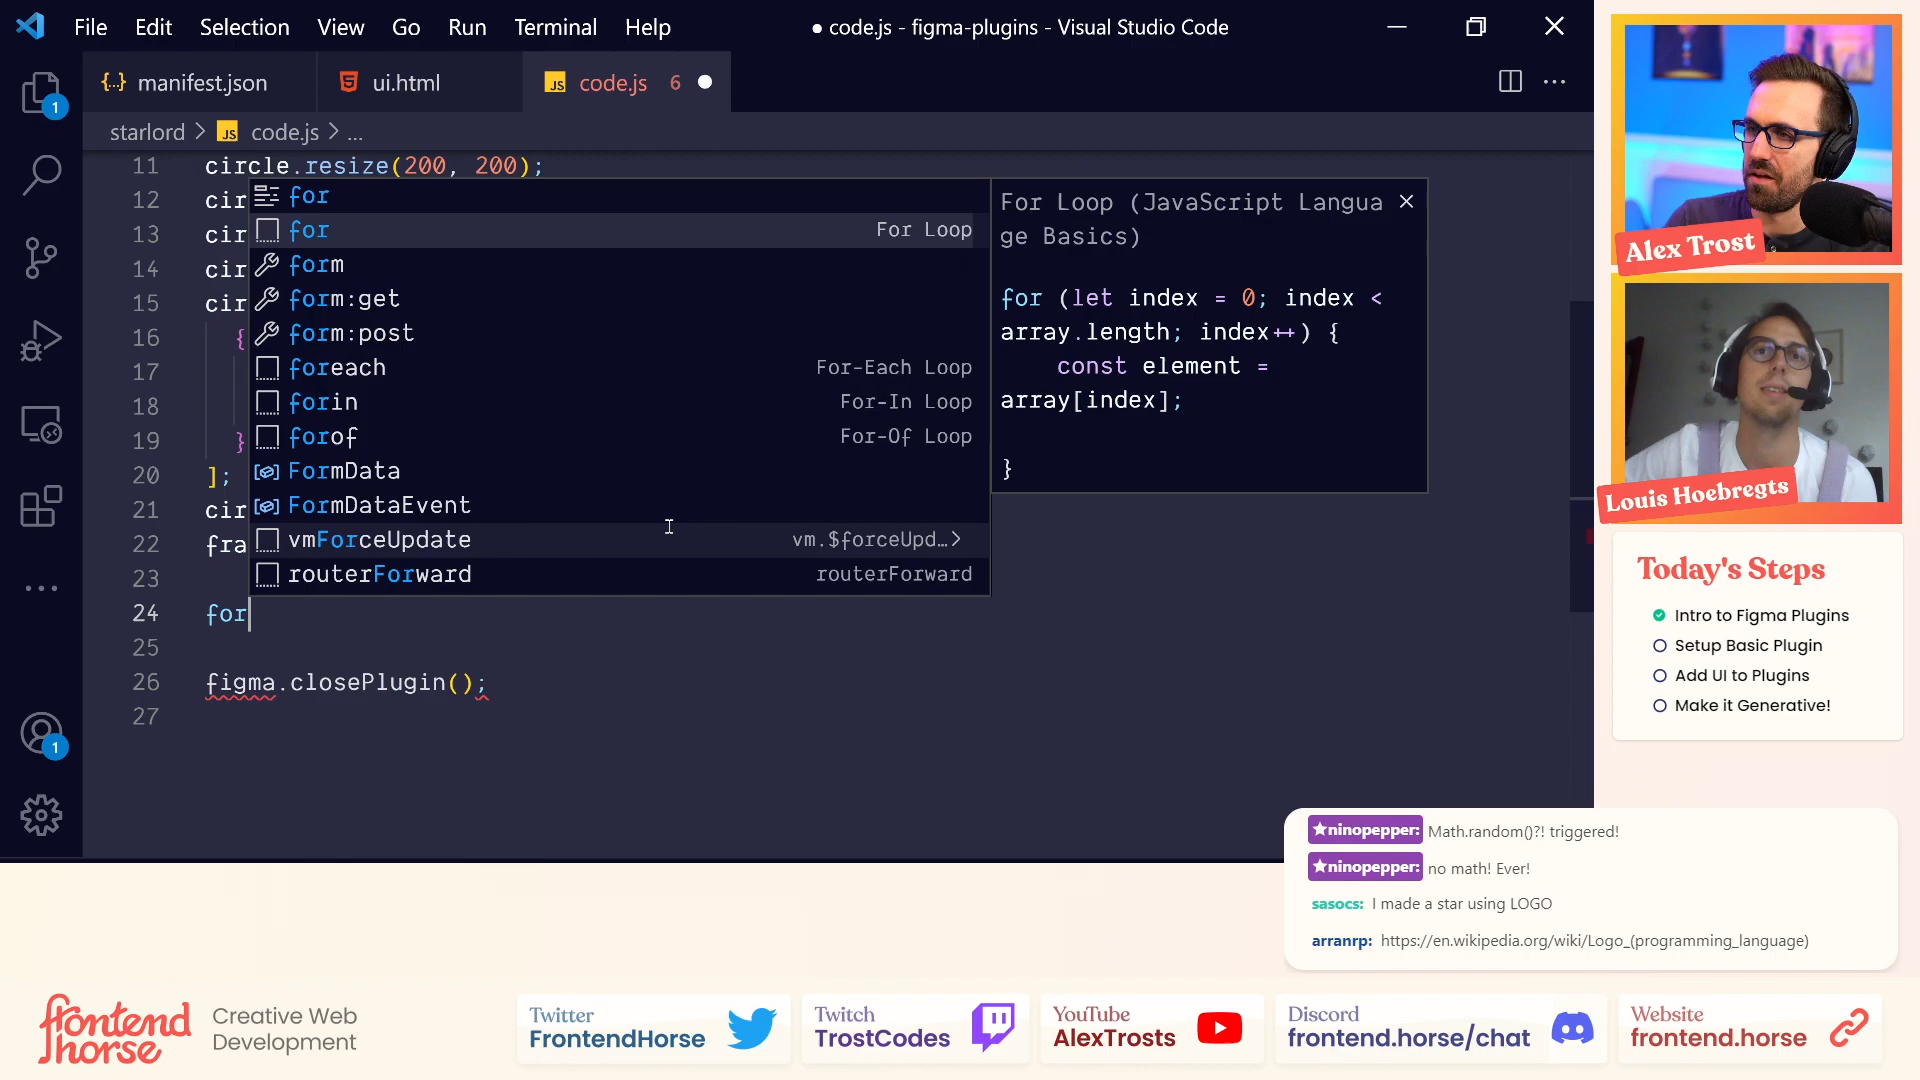 File Edit Selection View Go Run Terminal Help
● code.js - figma-plugins - Visual Studio Code
{..} manifest.json
ui.html
JS code.js 6
starlord > JS code.js > ...
11 circle.resize(200, 200);
12 cir
13 cir
14 cir
15 cir
16 {
17
18
19 }
20 ];
21 cir
22 fra
23
24 for
25
26 figma.closePlugin();
27
for
for For Loop
form
form:get
form:post
foreach For-Each Loop
forin For-In Loop
forof For-Of Loop
FormData
FormDataEvent
vmForceUpdate vm.$forceUpd…>
routerForward routerForward
For Loop (JavaScript Langua
ge Basics)
for (let index = 0; index <
array.length; index++) {
const element =
array[index];
}
1
1
Alex Trost
Louis Hoebregts
Today's Steps
Intro to Figma Plugins
Setup Basic Plugin
Add UI to Plugins
Make it Generative!
★ninopepper: Math.random()?! triggered!
★ninopepper: no math! Ever!
sasocs: I made a star using LOGO
arranrp: https://en.wikipedia.org/wiki/Logo_(programming_language)
frontend
horse
Creative Web
Development
Twitter
FrontendHorse
Twitch
TrostCodes
YouTube
AlexTrosts
Discord
frontend.horse/chat
Website
frontend.horse